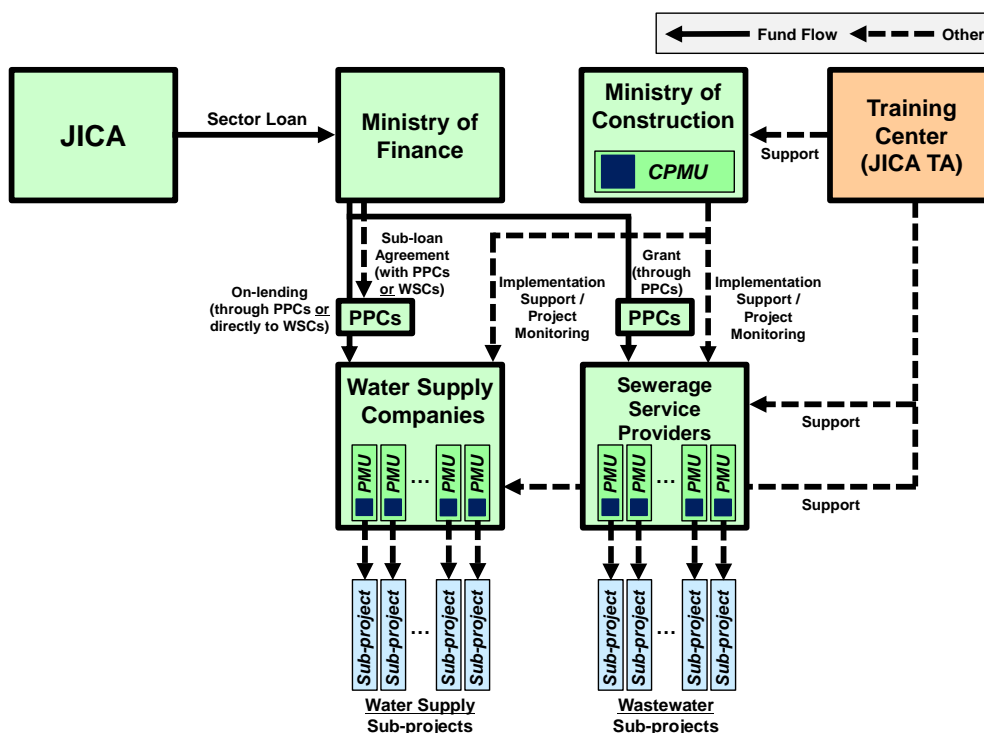 Fund Flow
Other
JICA
Sector Loan
Ministry of
Finance
Ministry of
Construction
CPMU
Support
Training
Center
(JICA TA)
Sub-loan
Agreement
(with PPCs
or WSCs)
On-lending
(through PPCs or
directly to WSCs)
PPCs
Implementation
Support /
Project
Monitoring
Grant
(through
PPCs)
PPCs
Implementation
Support /
Project
Monitoring
Water Supply
Companies
PMU
PMU
...
PMU
PMU
Sewerage
Service
Providers
PMU
PMU
...
PMU
PMU
Support
Support
Sub-project
Sub-project
...
Sub-project
Sub-project
Water Supply
Sub-projects
Sub-project
Sub-project
...
Sub-project
Sub-project
Wastewater
Sub-projects